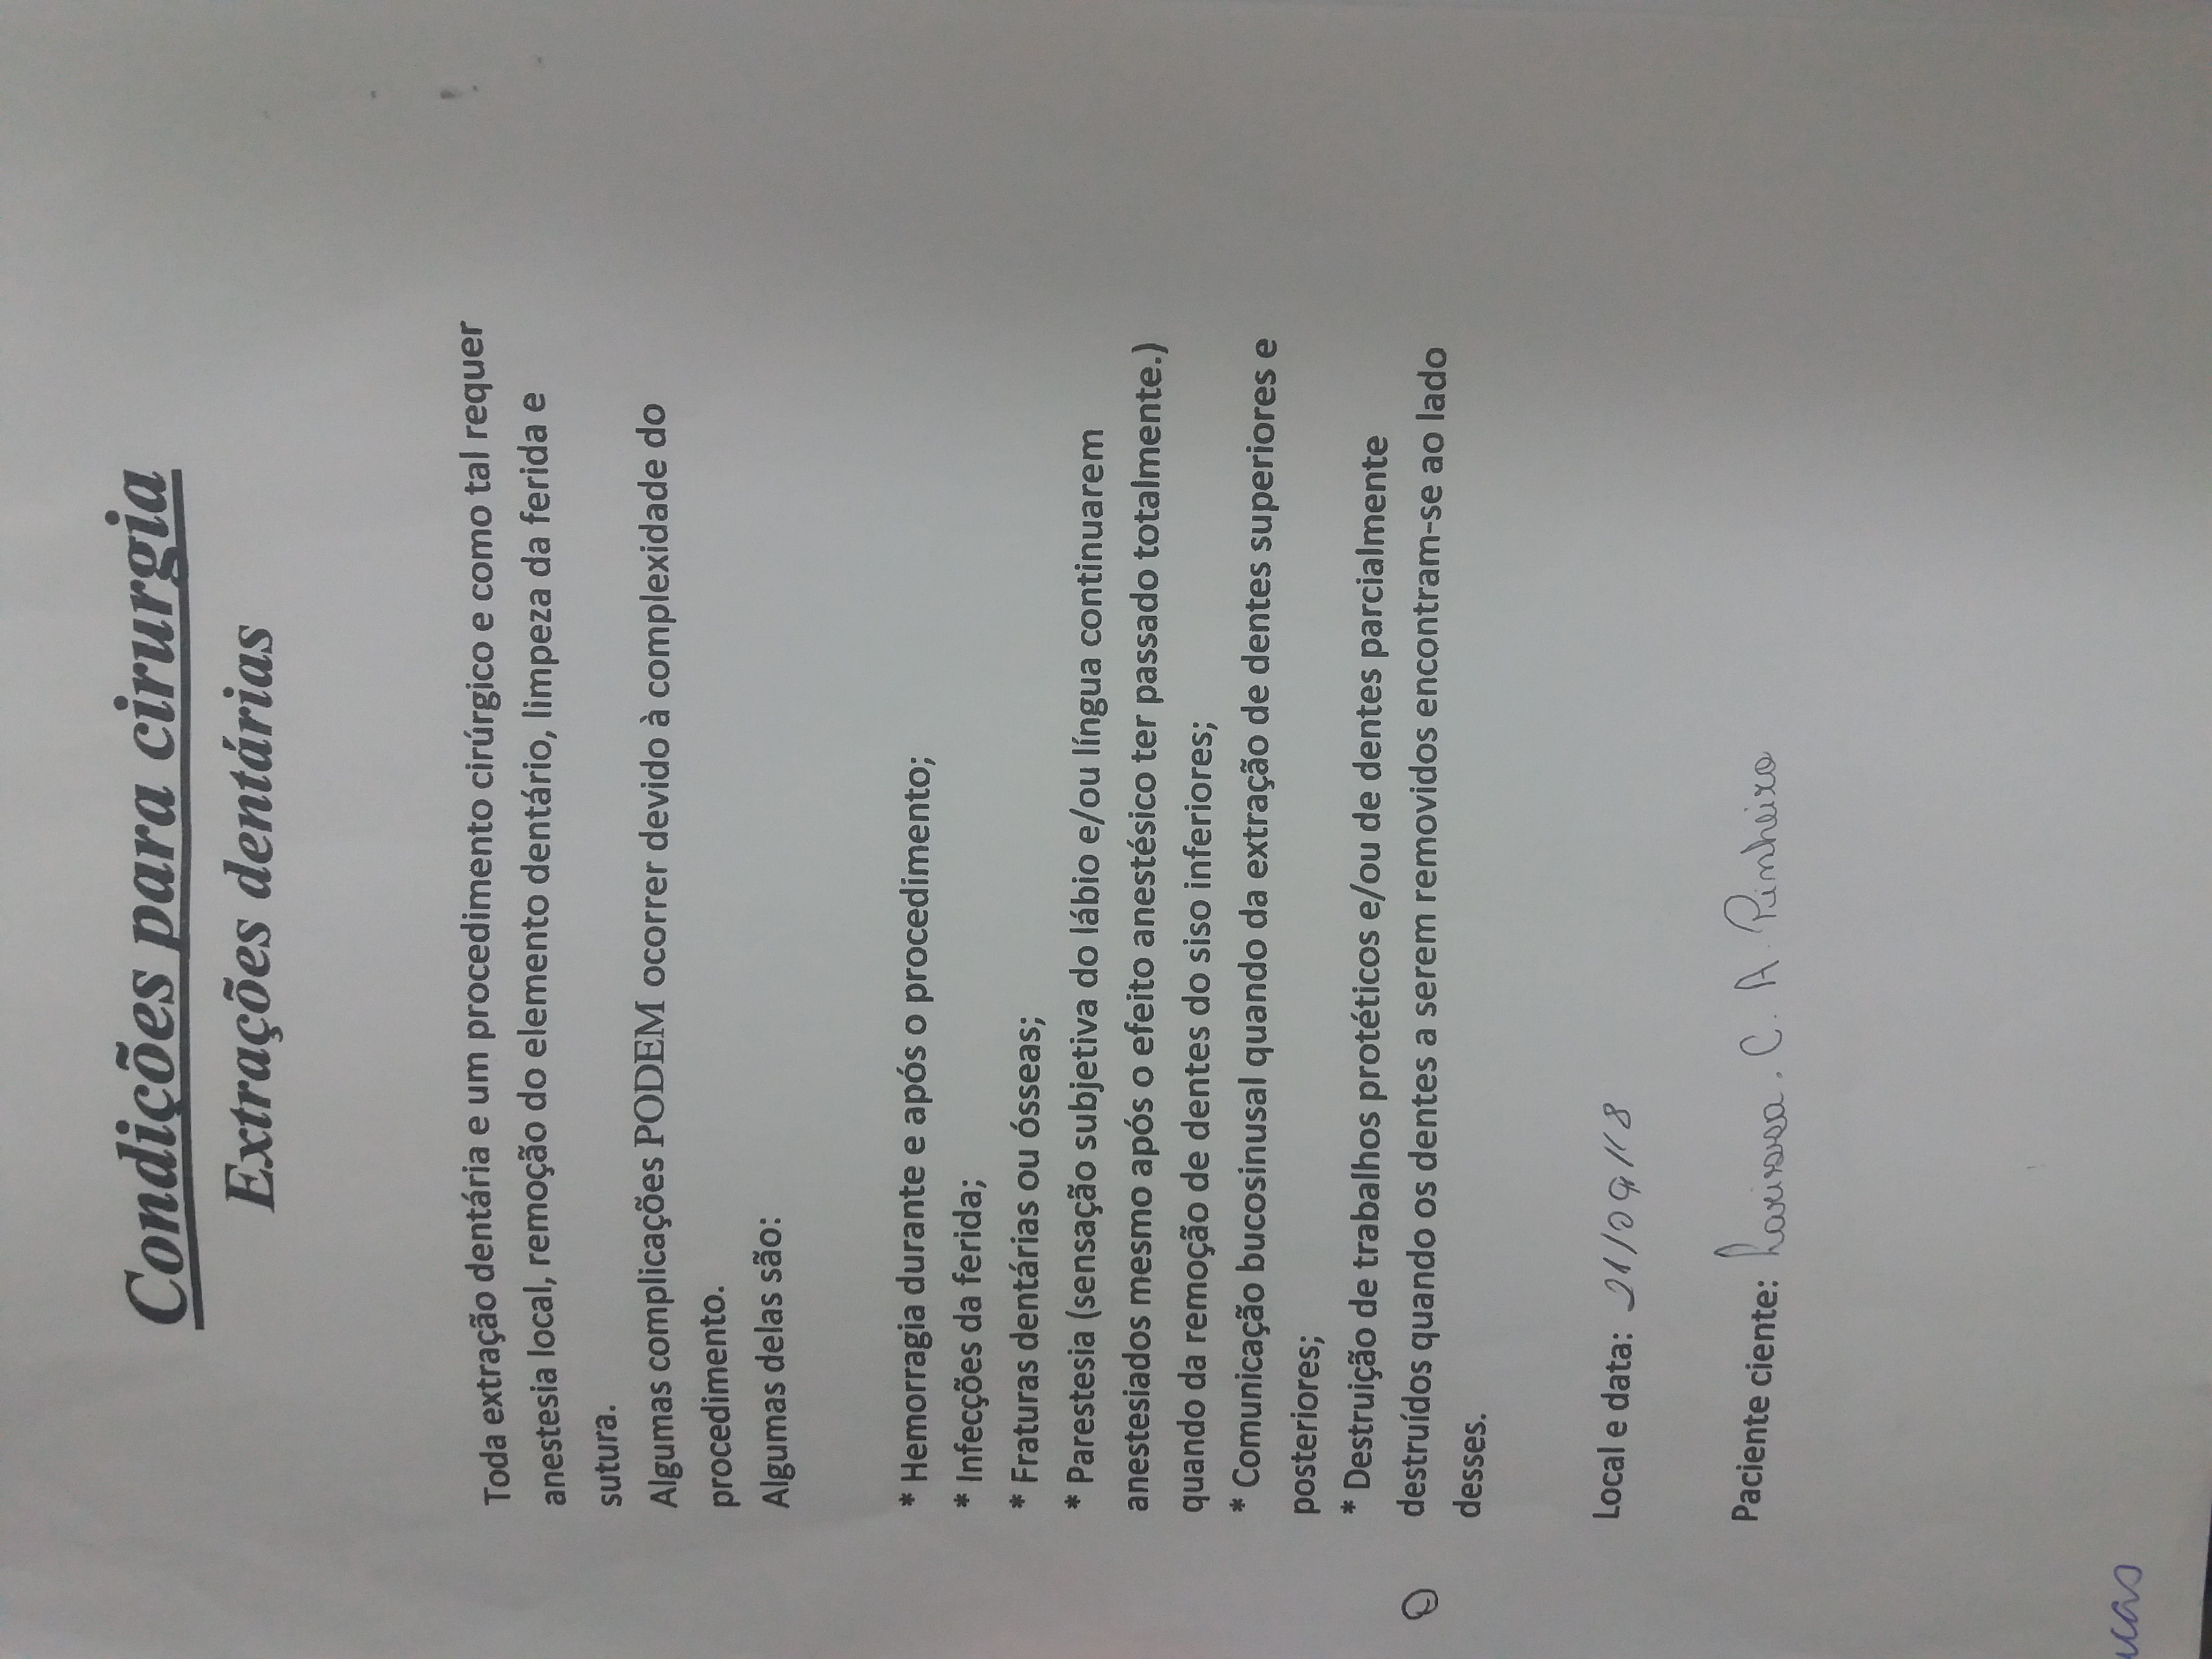 Condições para cirurgia
Extrações dentárias
Toda extração dentária e um procedimento cirúrgico e como tal requer
anestesia local, remoção do elemento dentário, limpeza da ferida e
sutura.
Algumas complicações PODEM ocorrer devido à complexidade do
procedimento.
Algumas delas são:
* Hemorragia durante e após o procedimento;
* Infecções da ferida;
* Fraturas dentárias ou ósseas;
* Parestesia (sensação subjetiva do lábio e/ou língua continuarem
anestesiados mesmo após o efeito anestésico ter passado totalmente.)
quando da remoção de dentes do siso inferiores;
* Comunicação bucosinusal quando da extração de dentes superiores e
posteriores;
* Destruição de trabalhos protéticos e/ou de dentes parcialmente
destruídos quando os dentes a serem removidos encontram-se ao lado
desses.
Local e data: 21/09/18
Paciente ciente: Larissa. C. A. Pinheiro